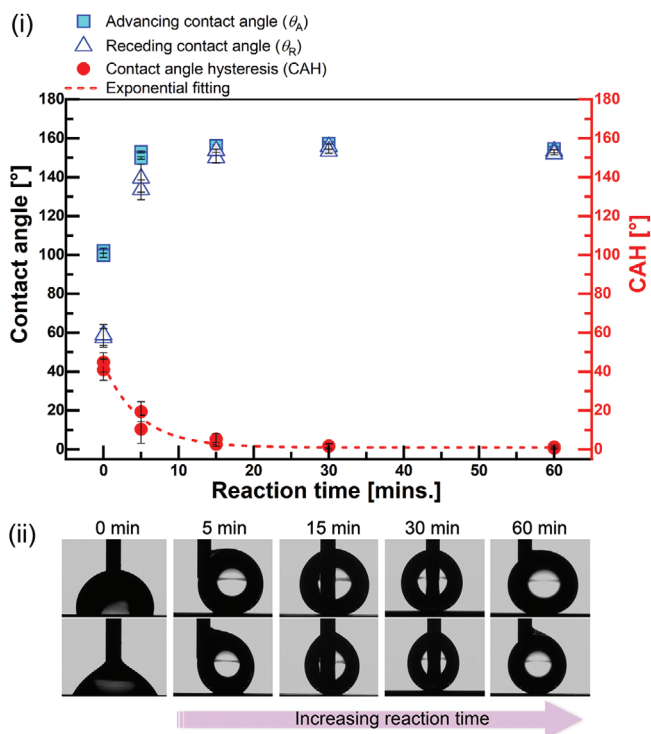 (i)
Advancing contact angle (θA)
Receding contact angle (θR)
Contact angle hysteresis (CAH)
Exponential fitting
180
160
140
120
100
80
60
40
20
0
Contact angle [°]
180
160
140
120
100
80
60
40
20
0
CAH [°]
0 10 20 30 40 50 60
Reaction time [mins.]
(ii)
0 min 5 min 15 min 30 min 60 min
Increasing reaction time